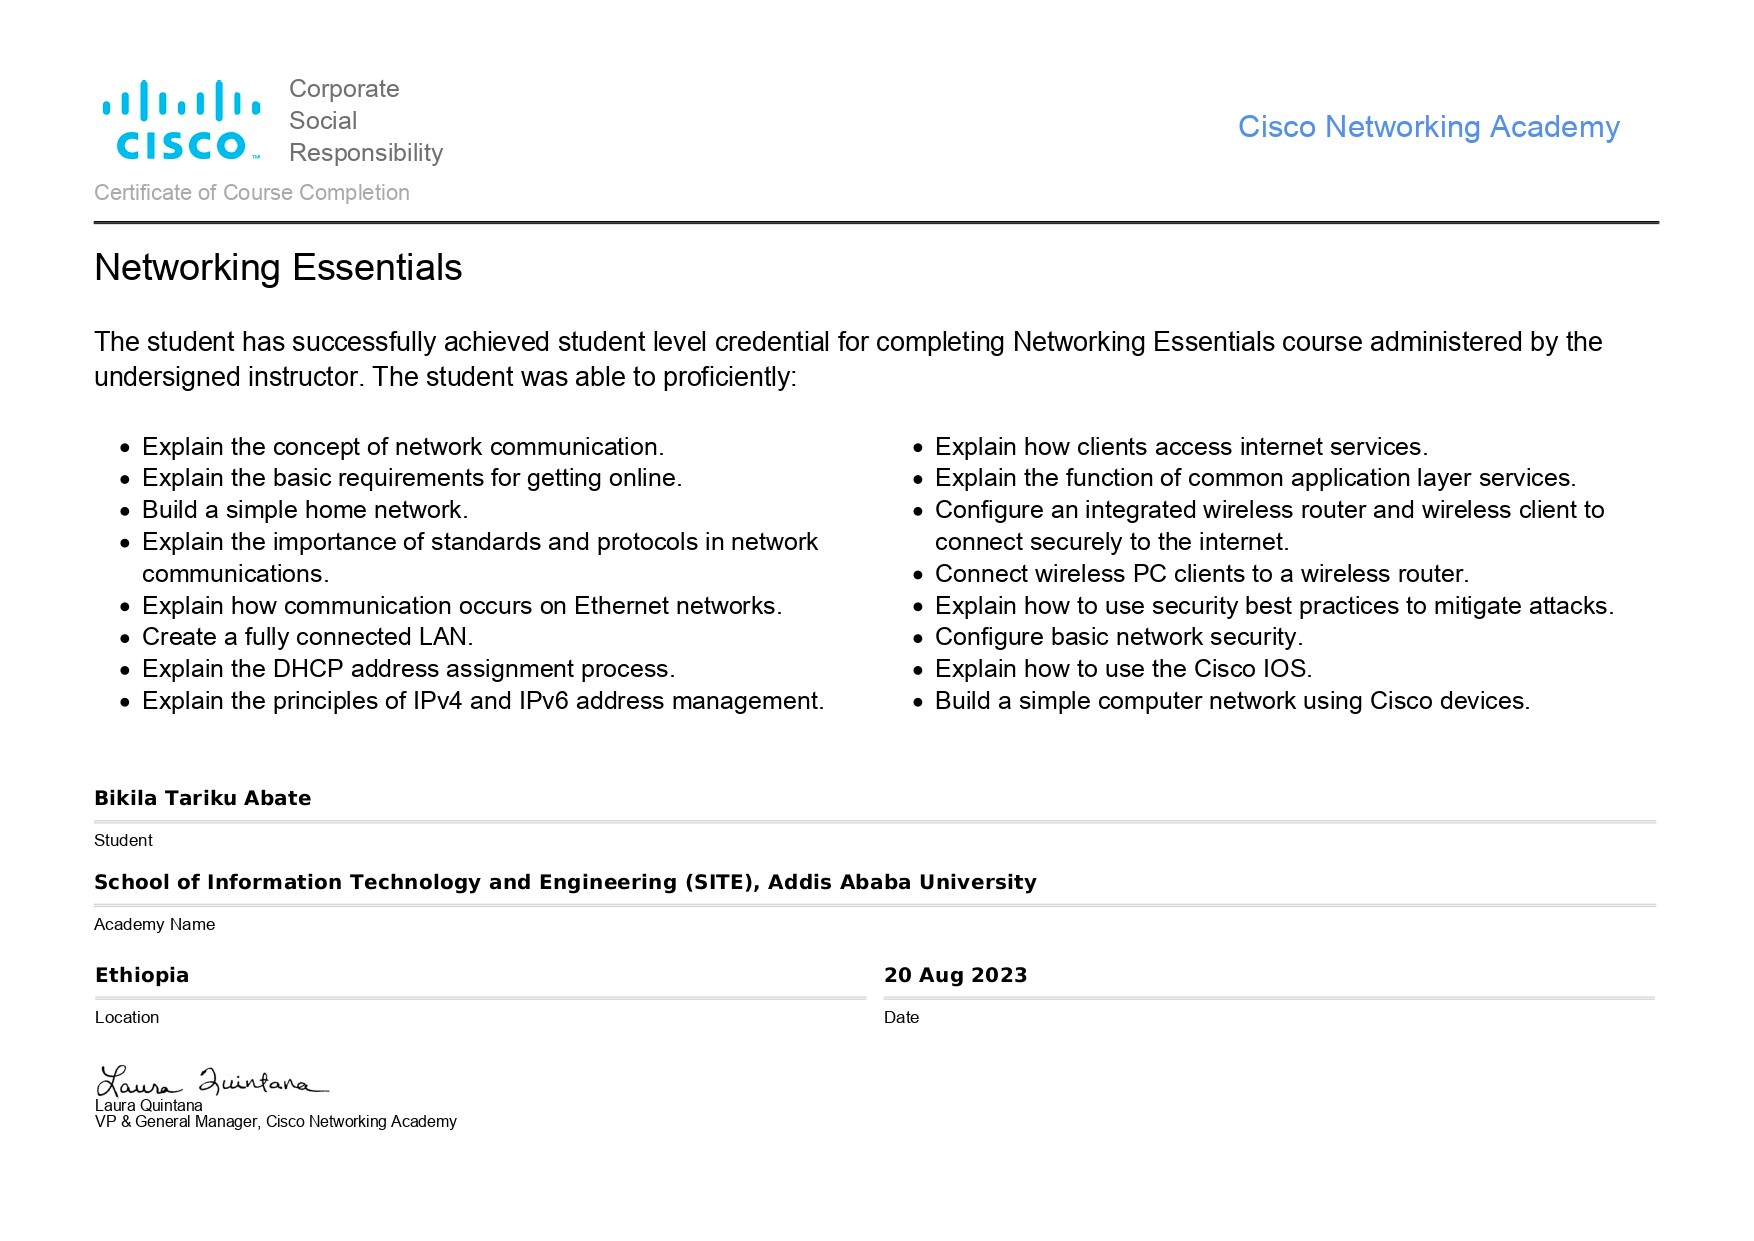 CISCO
™
Corporate
Social
Responsibility
Cisco Networking Academy
Certificate of Course Completion
Networking Essentials
The student has successfully achieved student level credential for completing Networking Essentials course administered by the
undersigned instructor. The student was able to proficiently:
• Explain the concept of network communication.
• Explain the basic requirements for getting online.
• Build a simple home network.
• Explain the importance of standards and protocols in network
communications.
• Explain how communication occurs on Ethernet networks.
• Create a fully connected LAN.
• Explain the DHCP address assignment process.
• Explain the principles of IPv4 and IPv6 address management.
• Explain how clients access internet services.
• Explain the function of common application layer services.
• Configure an integrated wireless router and wireless client to
connect securely to the internet.
• Connect wireless PC clients to a wireless router.
• Explain how to use security best practices to mitigate attacks.
• Configure basic network security.
• Explain how to use the Cisco IOS.
• Build a simple computer network using Cisco devices.
Bikila Tariku Abate
Student
School of Information Technology and Engineering (SITE), Addis Ababa University
Academy Name
Ethiopia
Location
20 Aug 2023
Date
Laura Quintana
Laura Quintana
VP & General Manager, Cisco Networking Academy